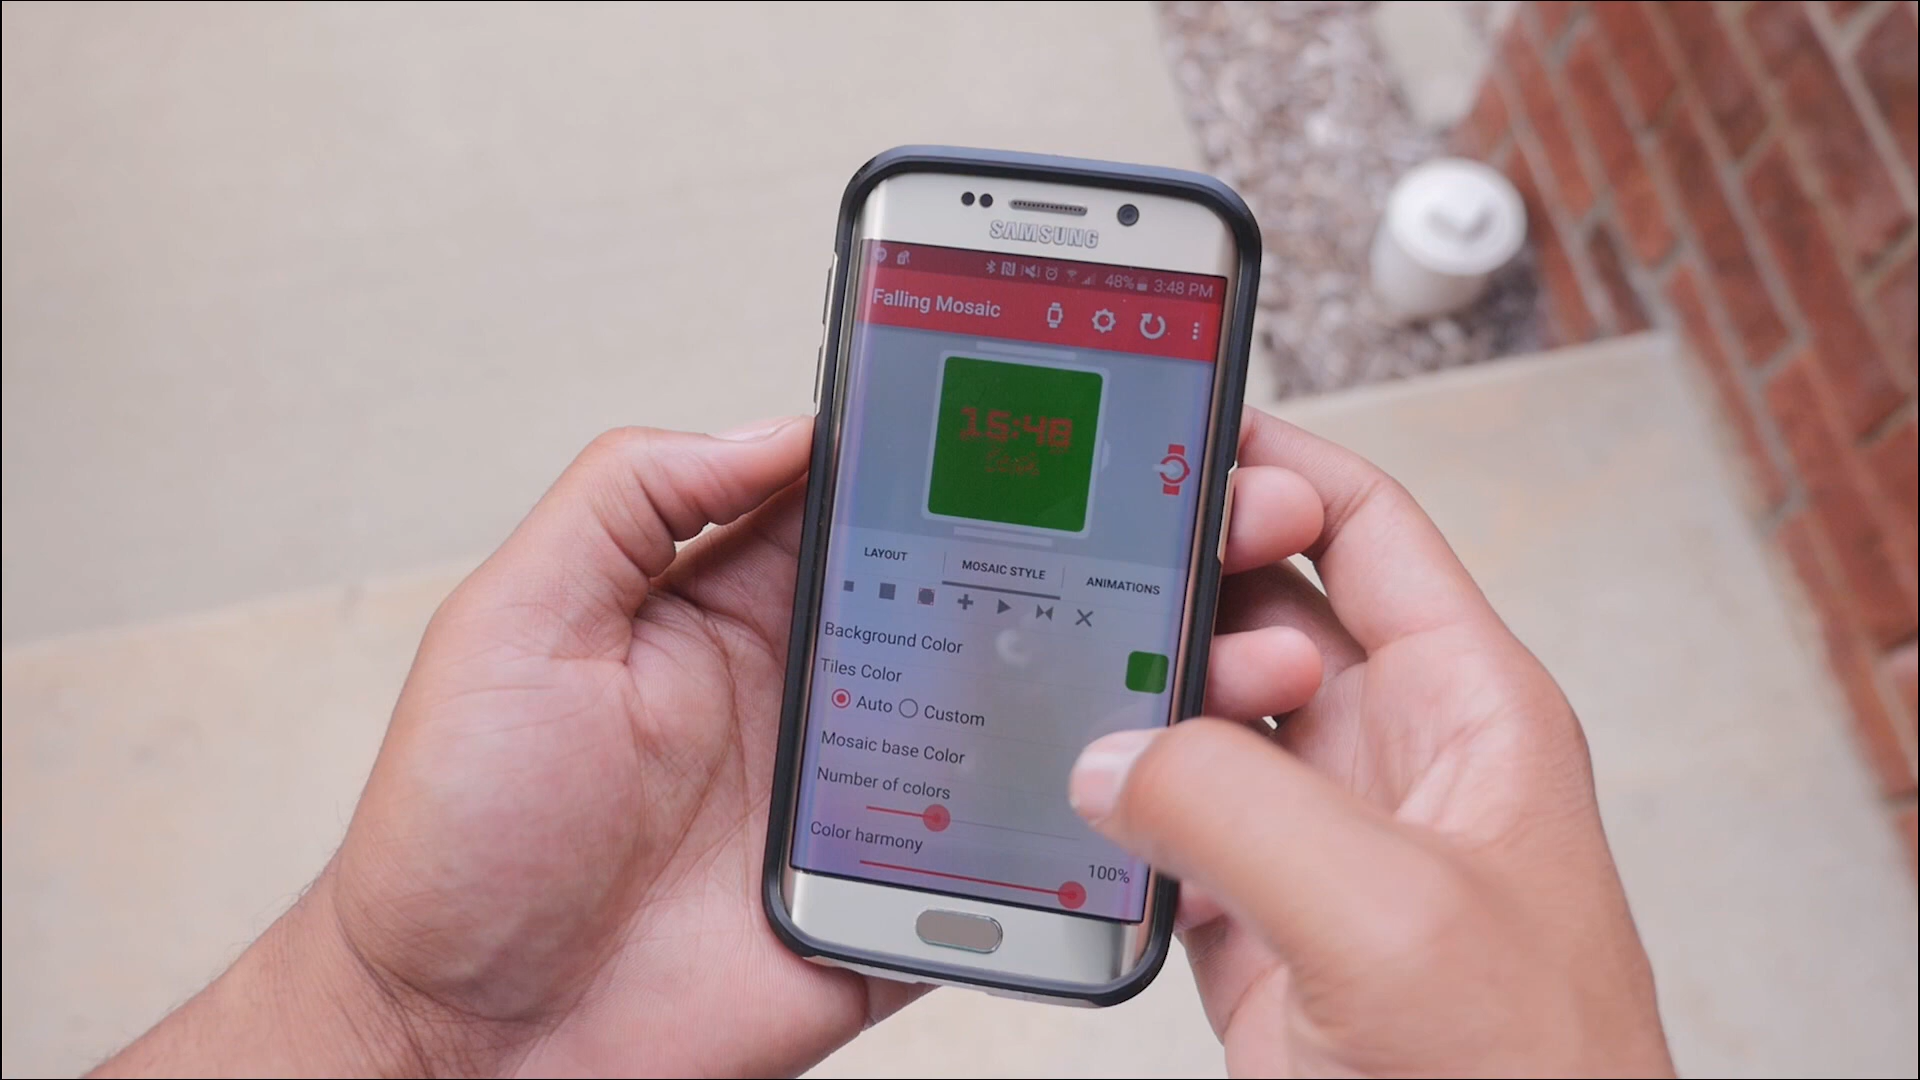 SAMSUNG
48% 3:48 PM
Falling Mosaic
15:48
LAYOUT MOSAIC STYLE ANIMATIONS
Background Color
Tiles Color
Auto Custom
Mosaic base Color
Number of colors
Color harmony
100%